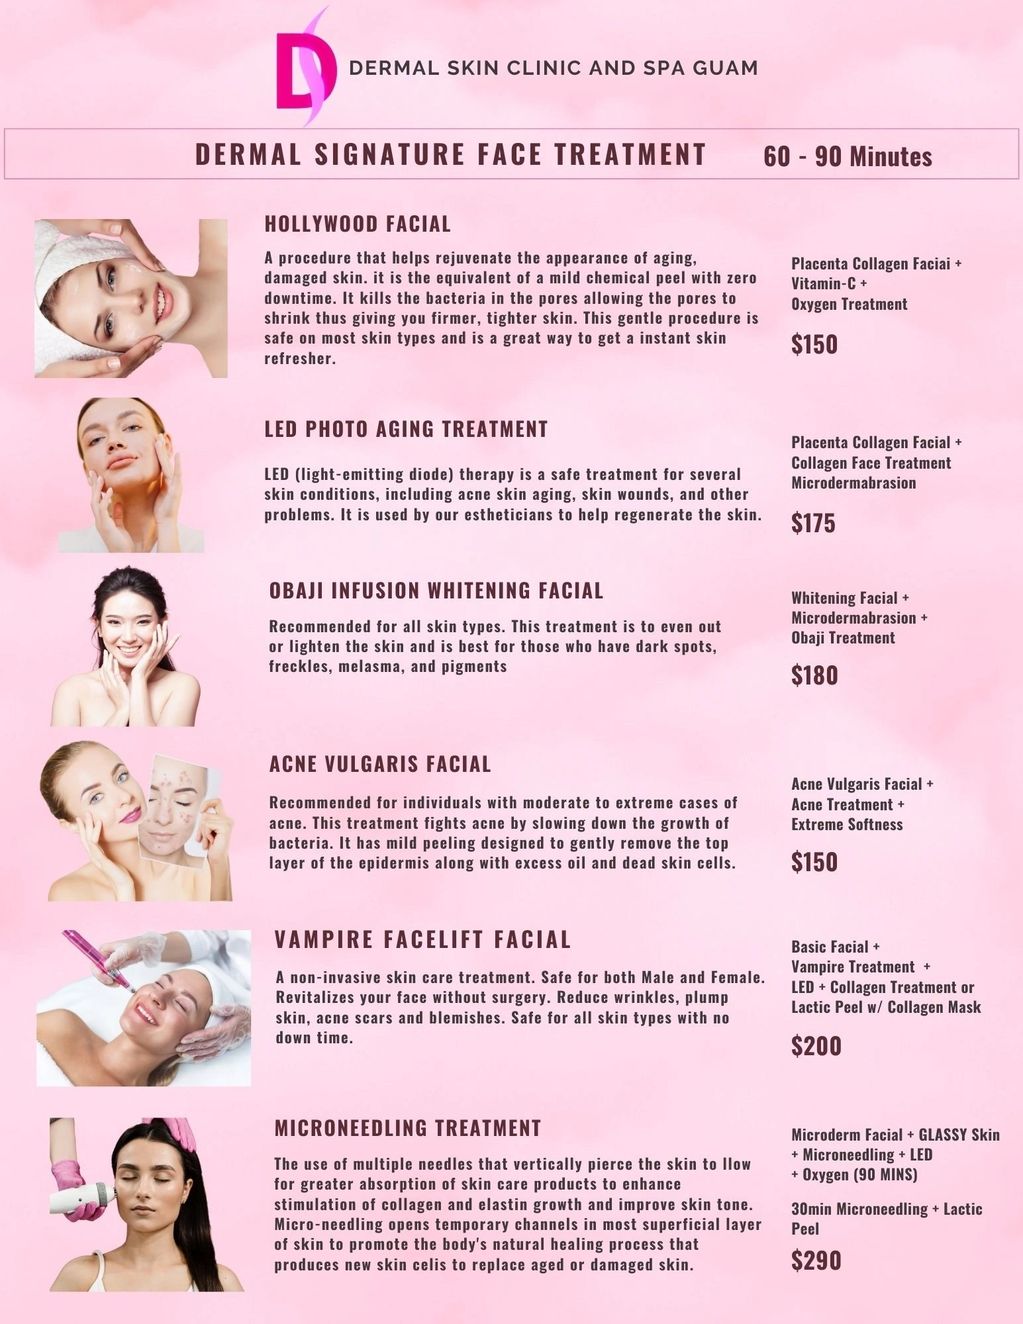 DERMAL SKIN CLINIC AND SPA GUAM
DERMAL SIGNATURE FACE TREATMENT 60 - 90 Minutes
HOLLYWOOD FACIAL
A procedure that helps rejuvenate the appearance of aging,
damaged skin. it is the equivalent of a mild chemical peel with zero
downtime. It kills the bacteria in the pores allowing the pores to
shrink thus giving you firmer, tighter skin. This gentle procedure is
safe on most skin types and is a great way to get a instant skin
refresher.
Placenta Collagen Faciai +
Vitamin-C +
Oxygen Treatment
$150
LED PHOTO AGING TREATMENT
LED (light-emitting diode) therapy is a safe treatment for several
skin conditions, including acne skin aging, skin wounds, and other
problems. It is used by our estheticians to help regenerate the skin.
Placenta Collagen Facial +
Collagen Face Treatment
Microdermabrasion
$175
OBAJI INFUSION WHITENING FACIAL
Recommended for all skin types. This treatment is to even out
or lighten the skin and is best for those who have dark spots,
freckles, melasma, and pigments
Whitening Facial +
Microdermabrasion +
Obaji Treatment
$180
ACNE VULGARIS FACIAL
Recommended for individuals with moderate to extreme cases of
acne. This treatment fights acne by slowing down the growth of
bacteria. It has mild peeling designed to gently remove the top
layer of the epidermis along with excess oil and dead skin cells.
Acne Vulgaris Facial +
Acne Treatment +
Extreme Softness
$150
VAMPIRE FACELIFT FACIAL
A non-invasive skin care treatment. Safe for both Male and Female.
Revitalizes your face without surgery. Reduce wrinkles, plump
skin, acne scars and blemishes. Safe for all skin types with no
down time.
Basic Facial +
Vampire Treatment +
LED + Collagen Treatment or
Lactic Peel w/ Collagen Mask
$200
MICRONEEDLING TREATMENT
The use of multiple needles that vertically pierce the skin to llow
for greater absorption of skin care products to enhance
stimulation of collagen and elastin growth and improve skin tone.
Micro-needling opens temporary channels in most superficial layer
of skin to promote the body's natural healing process that
produces new skin celis to replace aged or damaged skin.
Microderm Facial + GLASSY Skin
+ Microneedling + LED
+ Oxygen (90 MINS)
30min Microneedling + Lactic
Peel
$290